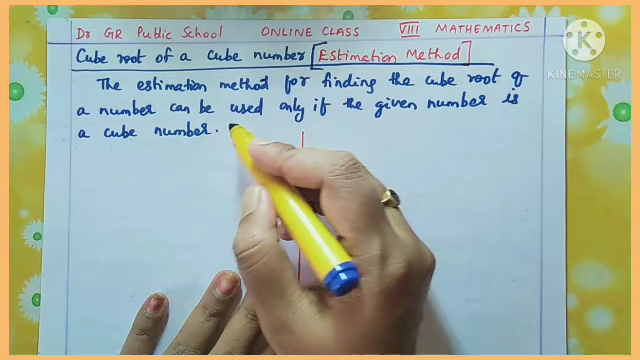 Dr GR Public School ONLINE CLASS VIII MATHEMATICS
Cube root of a cube number [Estimation Method]
The estimation method for finding the cube root of
a number can be used only if the given number is
a cube number.
K
KINEMASTER